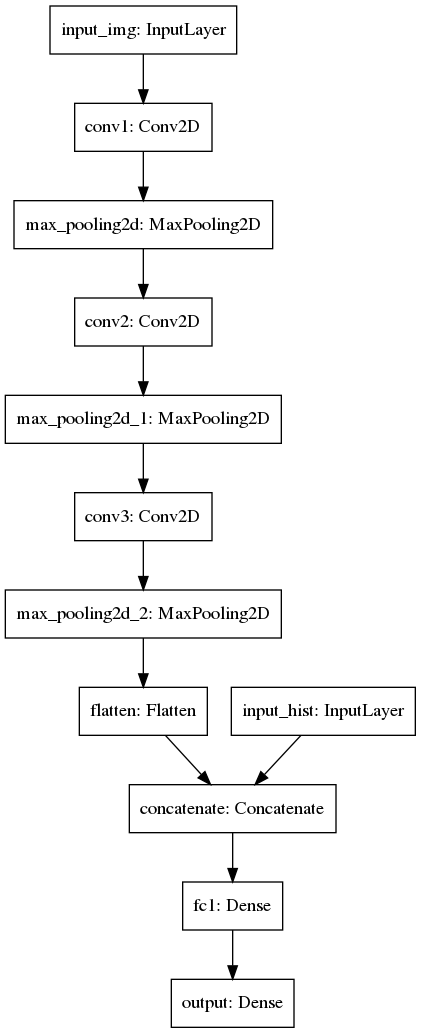 input_img: InputLayer
conv1: Conv2D
max_pooling2d: MaxPooling2D
conv2: Conv2D
max_pooling2d_1: MaxPooling2D
conv3: Conv2D
max_pooling2d_2: MaxPooling2D
flatten: Flatten
input_hist: InputLayer
concatenate: Concatenate
fc1: Dense
output: Dense